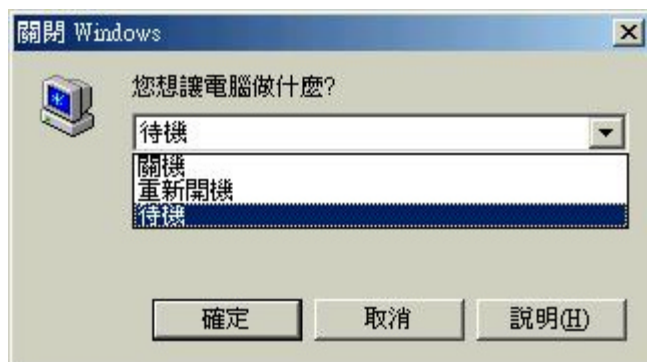 關閉 Windows
您想讓電腦做什麼?
待機
關機
重新開機
待機
確定 取消 說明(H)